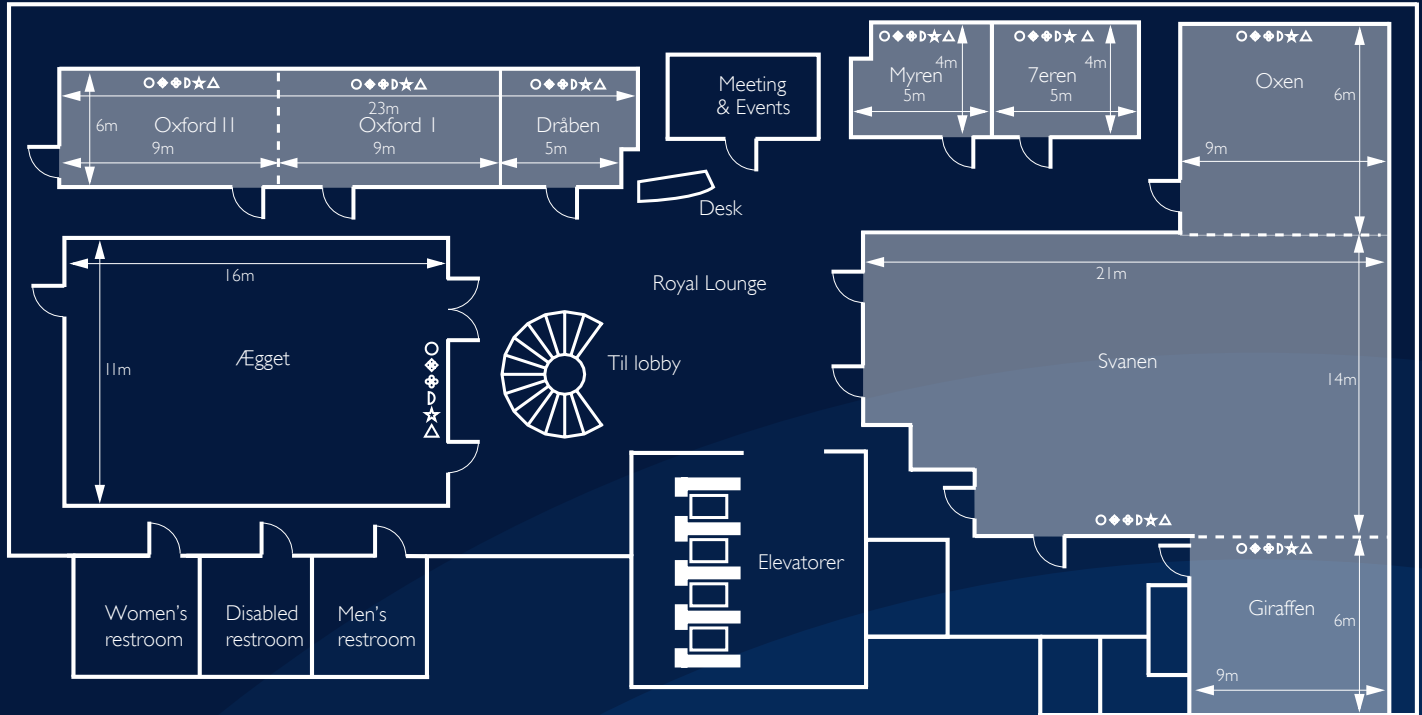 Oxford II
9m
6m
23m
Oxford I
9m
Dråben
5m
Meeting
& Events
Desk
Myren
4m
5m
7eren
4m
5m
Oxen
6m
9m
Royal Lounge
16m
11m
Ægget
Til lobby
21m
Svanen
14m
Elevatorer
Giraffen
6m
9m
Women's
restroom
Disabled
restroom
Men's
restroom